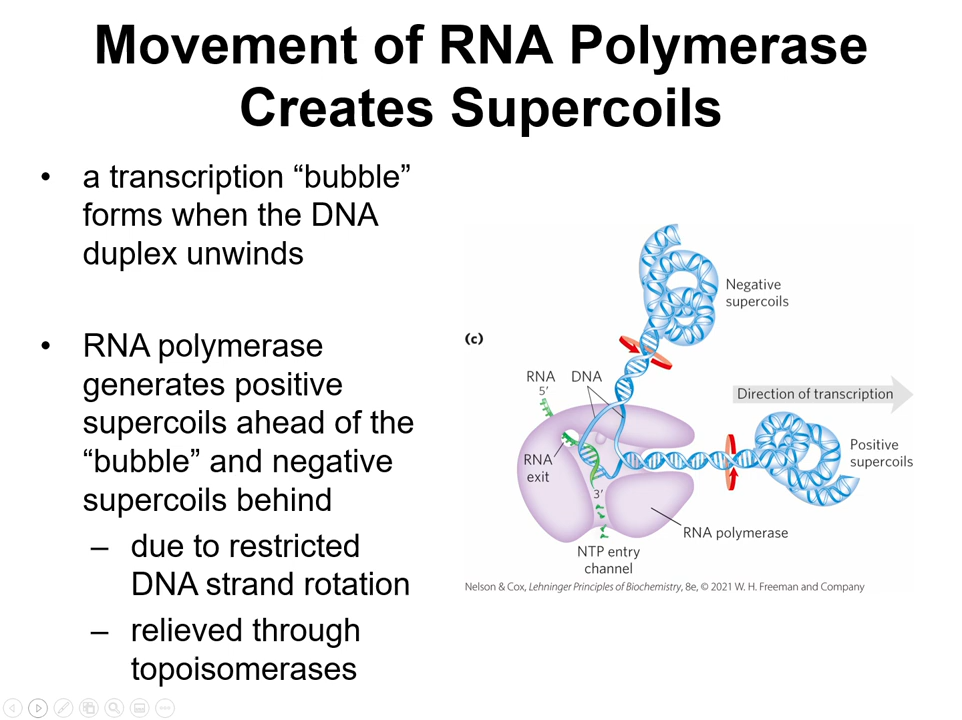 Movement of RNA Polymerase
Creates Supercoils
• a transcription “bubble”
forms when the DNA
duplex unwinds
• RNA polymerase
generates positive
supercoils ahead of the
“bubble” and negative
supercoils behind
– due to restricted
DNA strand rotation
– relieved through
topoisomerases
(c)
Negative
supercoils
RNA
5′
DNA
Direction of transcription
Positive
supercoils
RNA
exit
3′
RNA polymerase
NTP entry
channel
Nelson & Cox, Lehninger Principles of Biochemistry, 8e, © 2021 W. H. Freeman and Company